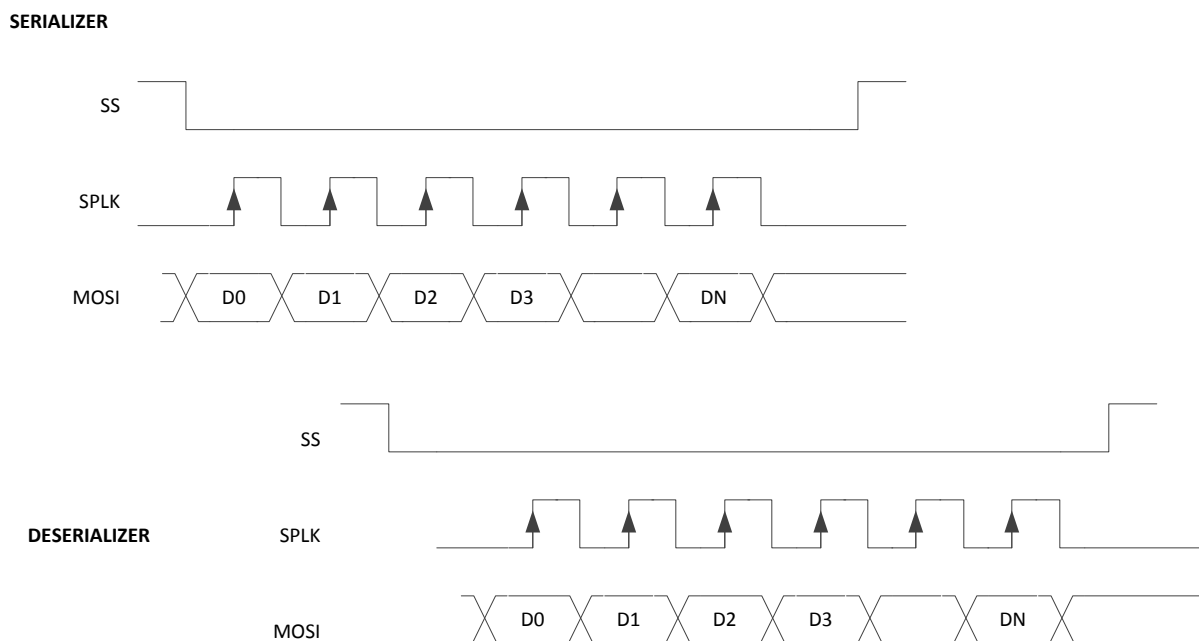 SERIALIZER
SS
SPLK
MOSI D0 D1 D2 D3 DN
SS
DESERIALIZER SPLK
MOSI D0 D1 D2 D3 DN